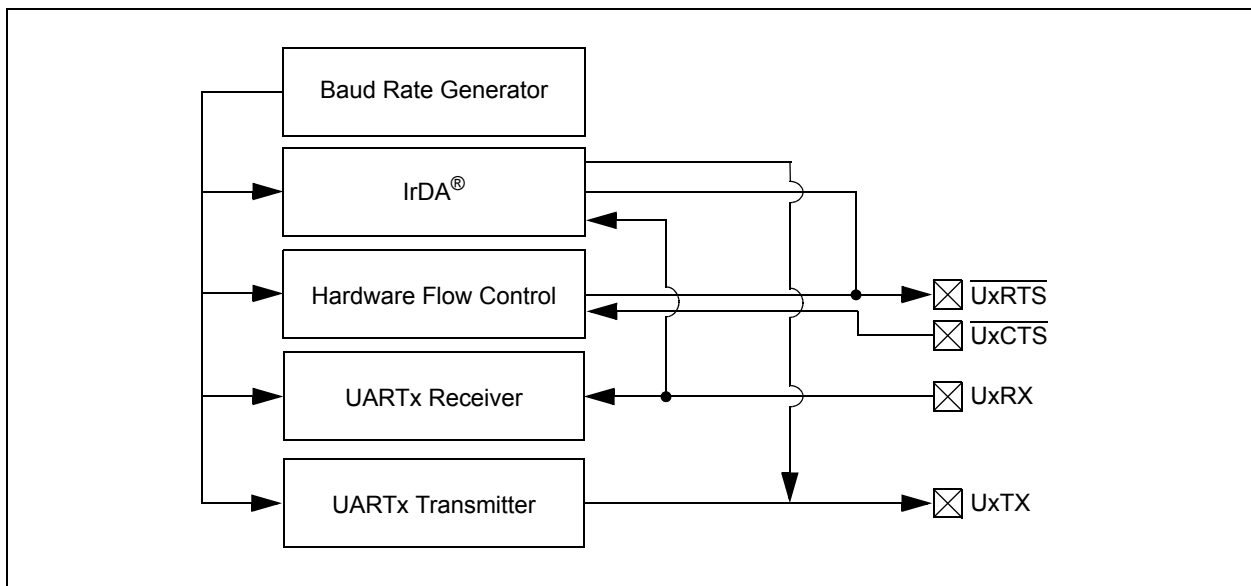 Baud Rate Generator
IrDA®
Hardware Flow Control
UxRTS
UxCTS
UARTx Receiver
UxRX
UARTx Transmitter
UxTX